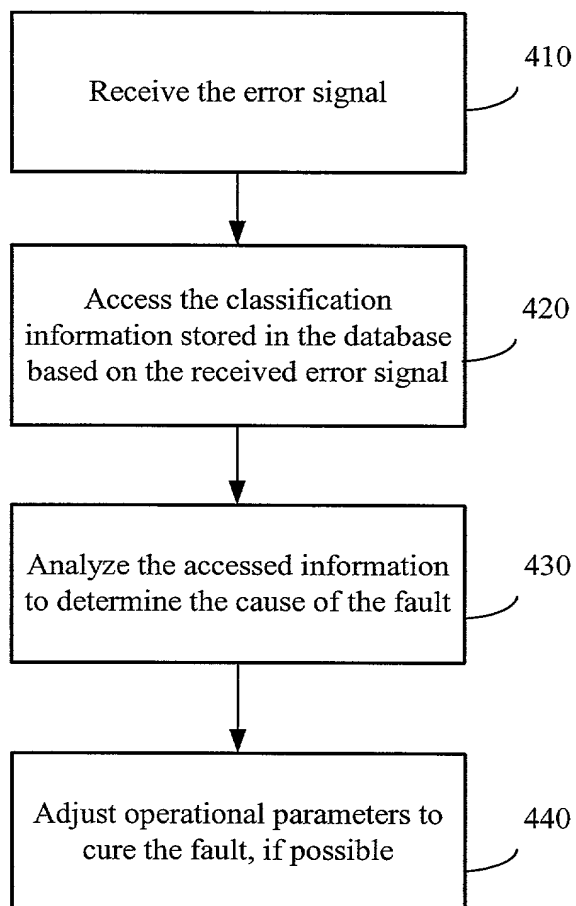 410
Receive the error signal
420
Access the classification
information stored in the database
based on the received error signal
430
Analyze the accessed information
to determine the cause of the fault
440
Adjust operational parameters to
cure the fault, if possible